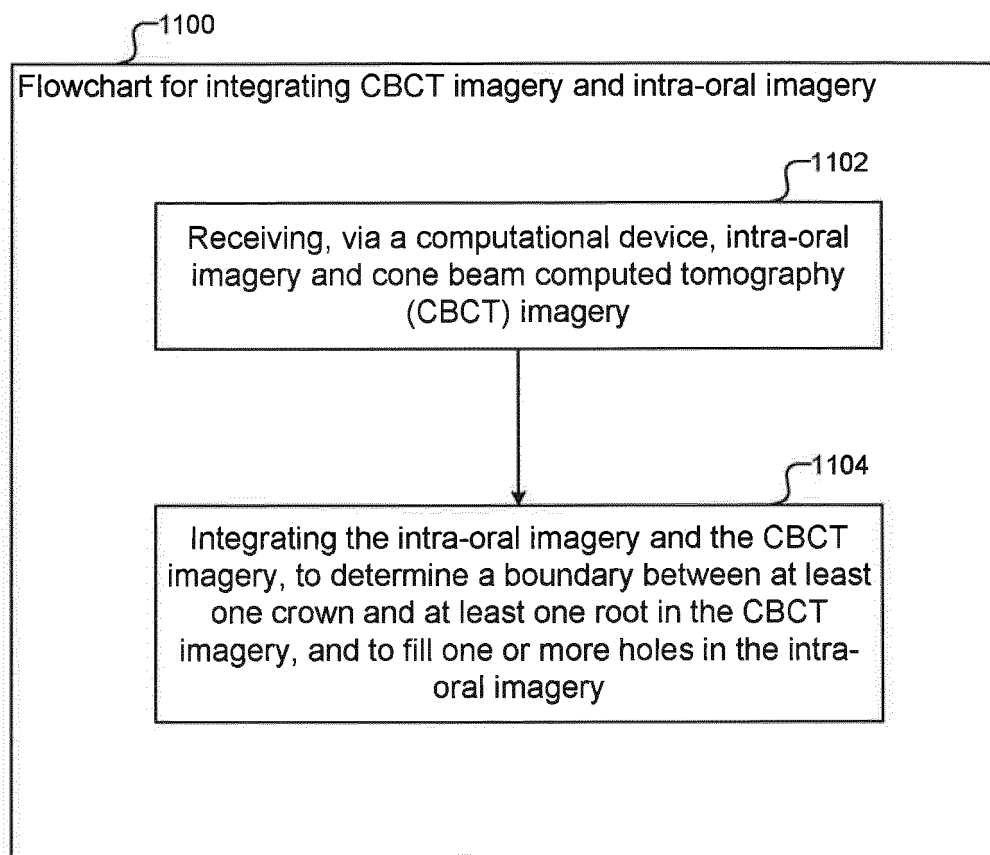 1100
Flowchart for integrating CBCT imagery and intra-oral imagery
1102
Receiving, via a computational device, intra-oral
imagery and cone beam computed tomography
(CBCT) imagery
1104
Integrating the intra-oral imagery and the CBCT
imagery, to determine a boundary between at least
one crown and at least one root in the CBCT
imagery, and to fill one or more holes in the intra-
oral imagery